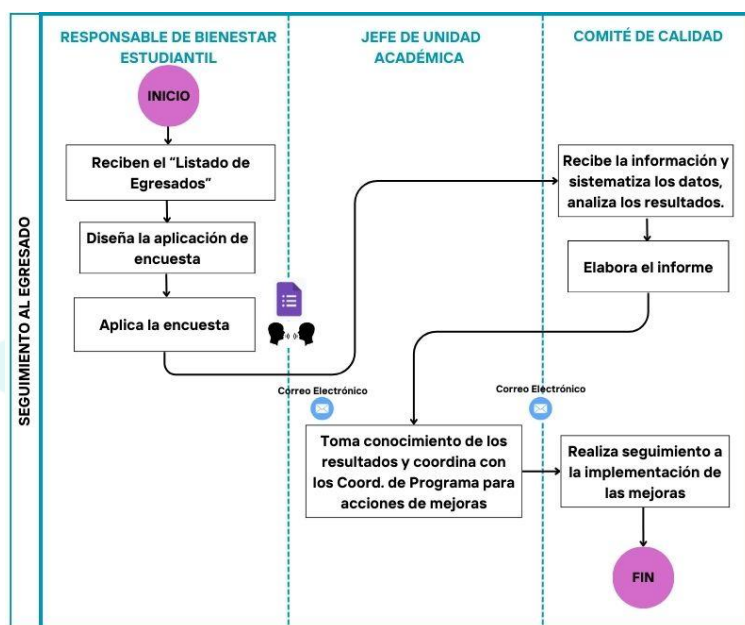 RESPONSABLE DE BIENESTAR
ESTUDIANTIL
JEFE DE UNIDAD
ACADÉMICA
COMITÉ DE CALIDAD
SEGUIMIENTO AL EGRESADO
INICIO
Reciben el “Listado de
Egresados”
Diseña la aplicación de
encuesta
Aplica la encuesta
Recibe la información y
sistematiza los datos,
analiza los resultados.
Elabora el informe
Correo Electrónico
Correo Electrónico
Toma conocimiento de los
resultados y coordina con
los Coord. de Programa para
acciones de mejoras
Realiza seguimiento a
la implementación de
las mejoras
FIN